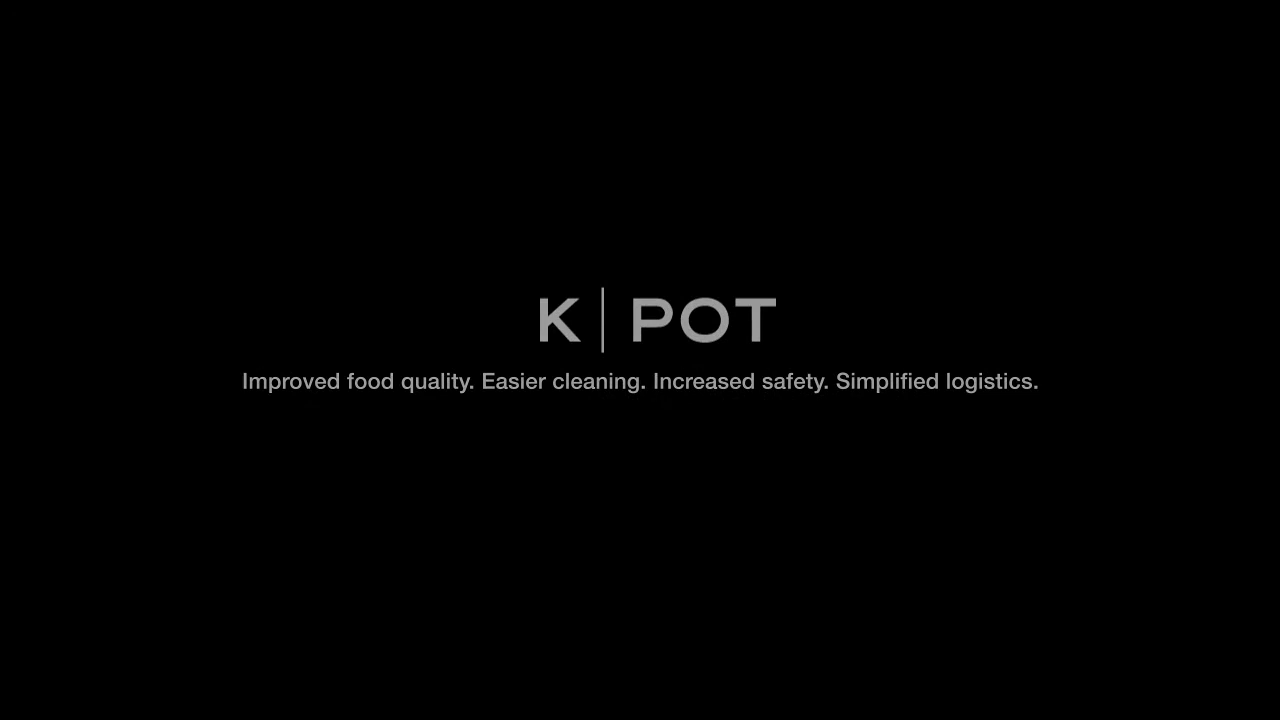 K | POT
Improved food quality. Easier cleaning. Increased safety. Simplified logistics.